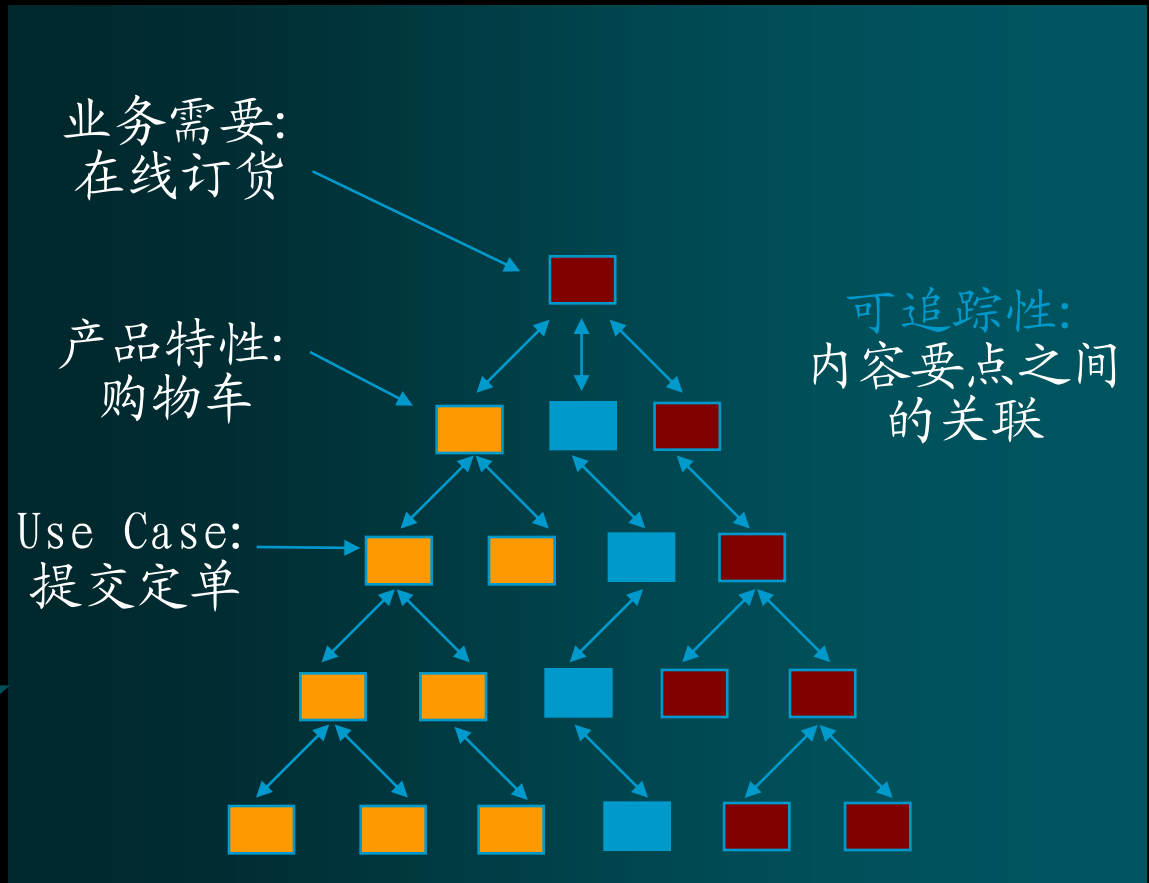 业务需要:
在线订货
产品特性:
购物车
Use Case:
提交定单
可追踪性:
内容要点之间
的关联